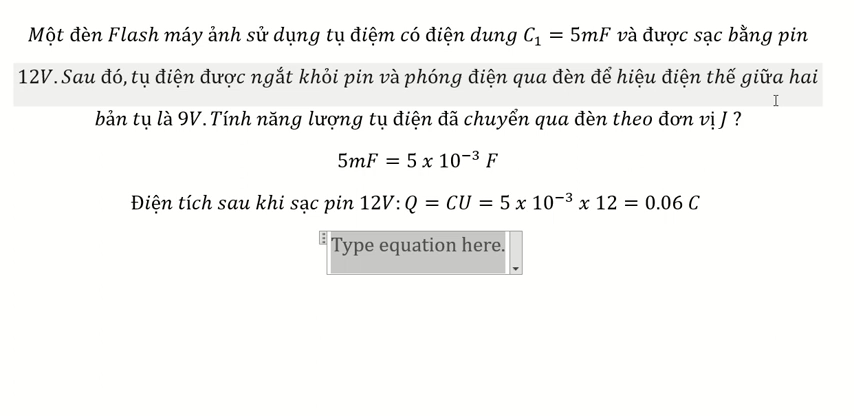 Một đèn Flash máy ảnh sử dụng tụ điệm có điện dung C₁ = 5mF và được sạc bằng pin
12V. Sau đó, tụ điện được ngắt khỏi pin và phóng điện qua đèn để hiệu điện thế giữa hai
bản tụ là 9V. Tính năng lượng tụ điện đã chuyển qua đèn theo đơn vị J ?
5mF = 5 x 10⁻³ F
Điện tích sau khi sạc pin 12V: Q = CU = 5 x 10⁻³ x 12 = 0.06 C
Type equation here.